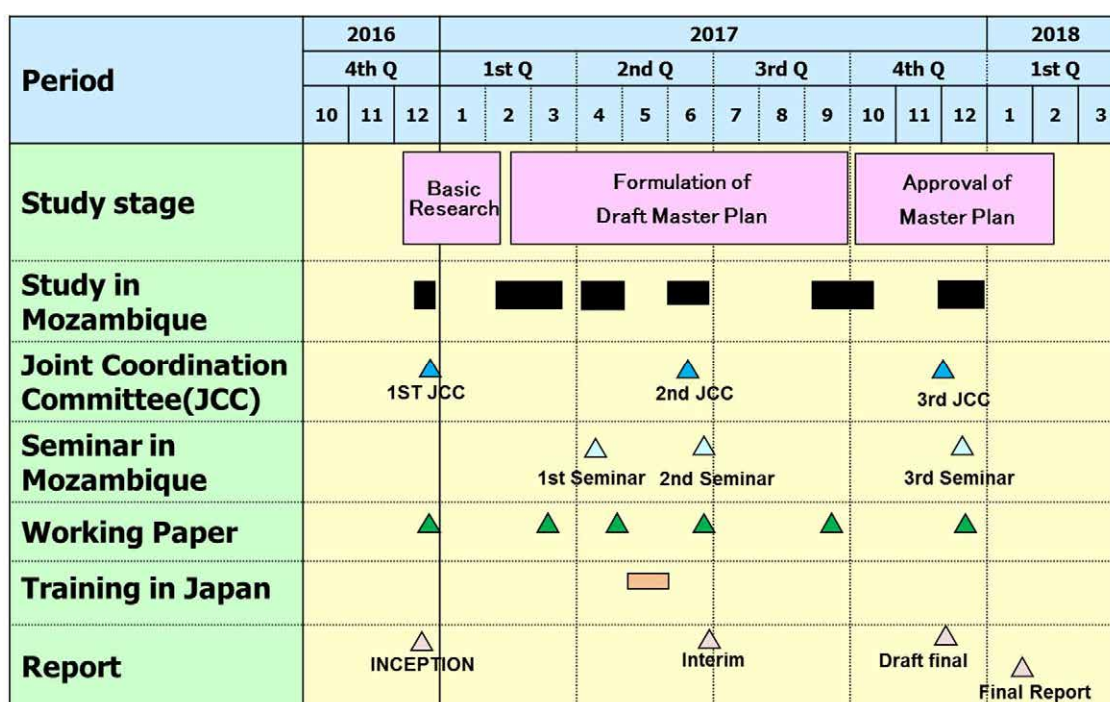 Period
2016 2017 2018
4th Q 1st Q 2nd Q 3rd Q 4th Q 1st Q
10 11 12 1 2 3 4 5 6 7 8 9 10 11 12 1 2 3
Study stage
Basic
Research
Formulation of
Draft Master Plan
Approval of
Master Plan
Study in
Mozambique
Joint Coordination
Committee(JCC)
1ST JCC 2nd JCC 3rd JCC
Seminar in
Mozambique
1st Seminar 2nd Seminar 3rd Seminar
Working Paper
Training in Japan
Report
INCEPTION Interim Draft final
Final Report